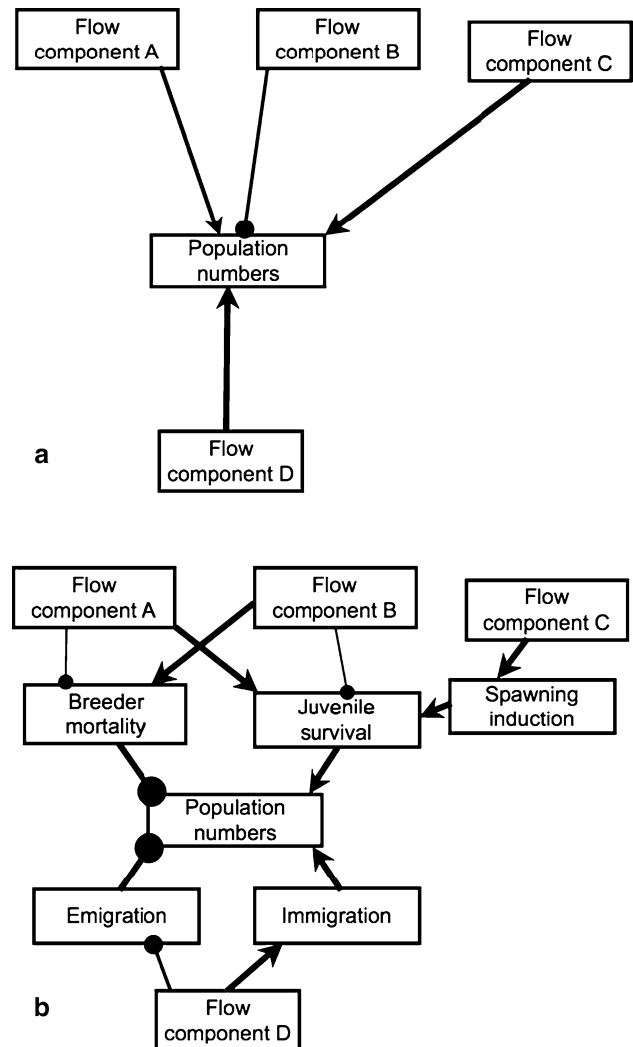 Flow
component A
Flow
component B
Flow
component C
Population
numbers
Flow
component D
a
Flow
component A
Flow
component B
Flow
component C
Breeder
mortality
Juvenile
survival
Spawning
induction
Population
numbers
Emigration
Immigration
Flow
component D
b